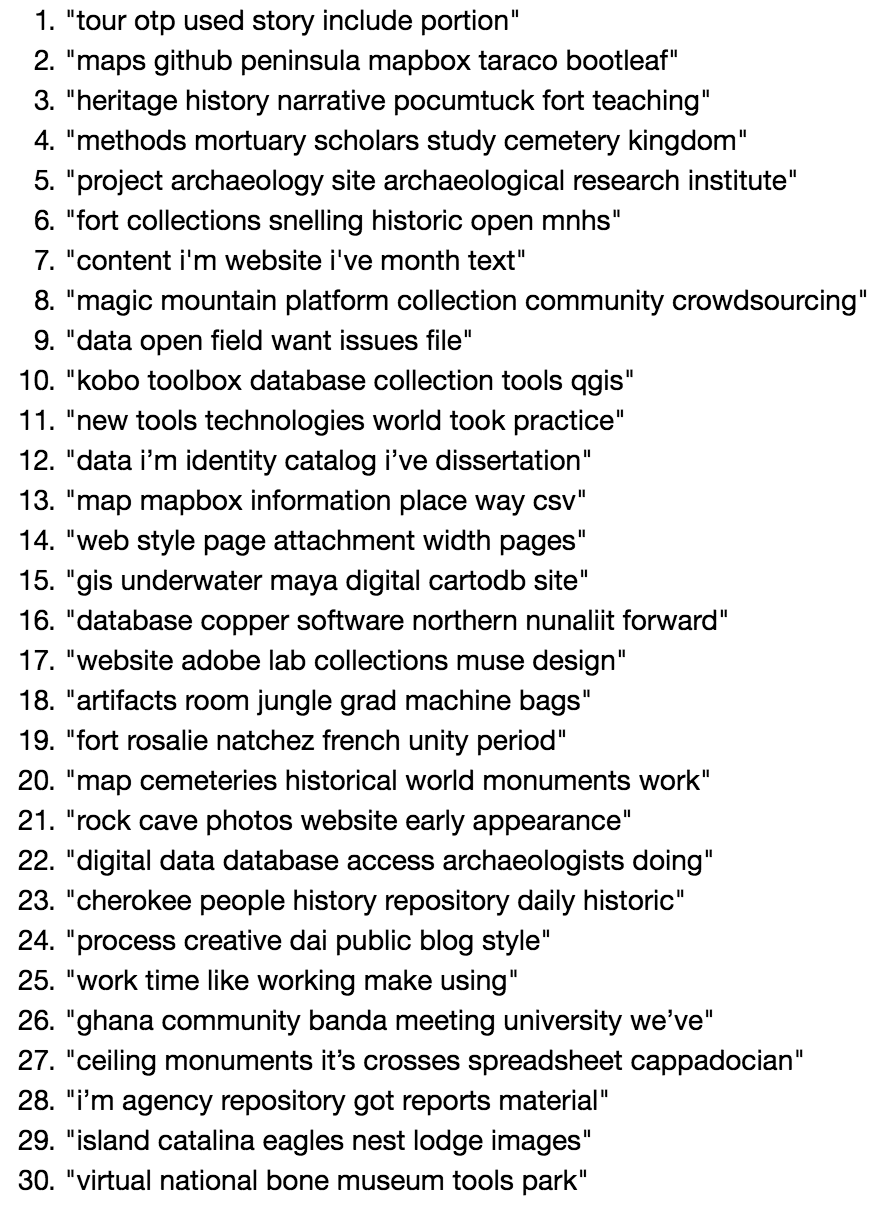 1. "tour otp used story include portion"
2. "maps github peninsula mapbox taraco bootleaf"
3. "heritage history narrative pocumtuck fort teaching"
4. "methods mortuary scholars study cemetery kingdom"
5. "project archaeology site archaeological research institute"
6. "fort collections snelling historic open mnhs"
7. "content i'm website i've month text"
8. "magic mountain platform collection community crowdsourcing"
9. "data open field want issues file"
10. "kobo toolbox database collection tools qgis"
11. "new tools technologies world took practice"
12. "data i’m identity catalog i’ve dissertation"
13. "map mapbox information place way csv"
14. "web style page attachment width pages"
15. "gis underwater maya digital cartodb site"
16. "database copper software northern nunaliit forward"
17. "website adobe lab collections muse design"
18. "artifacts room jungle grad machine bags"
19. "fort rosalie natchez french unity period"
20. "map cemeteries historical world monuments work"
21. "rock cave photos website early appearance"
22. "digital data database access archaeologists doing"
23. "cherokee people history repository daily historic"
24. "process creative dai public blog style"
25. "work time like working make using"
26. "ghana community banda meeting university we’ve"
27. "ceiling monuments it’s crosses spreadsheet cappadocian"
28. "i’m agency repository got reports material"
29. "island catalina eagles nest lodge images"
30. "virtual national bone museum tools park"